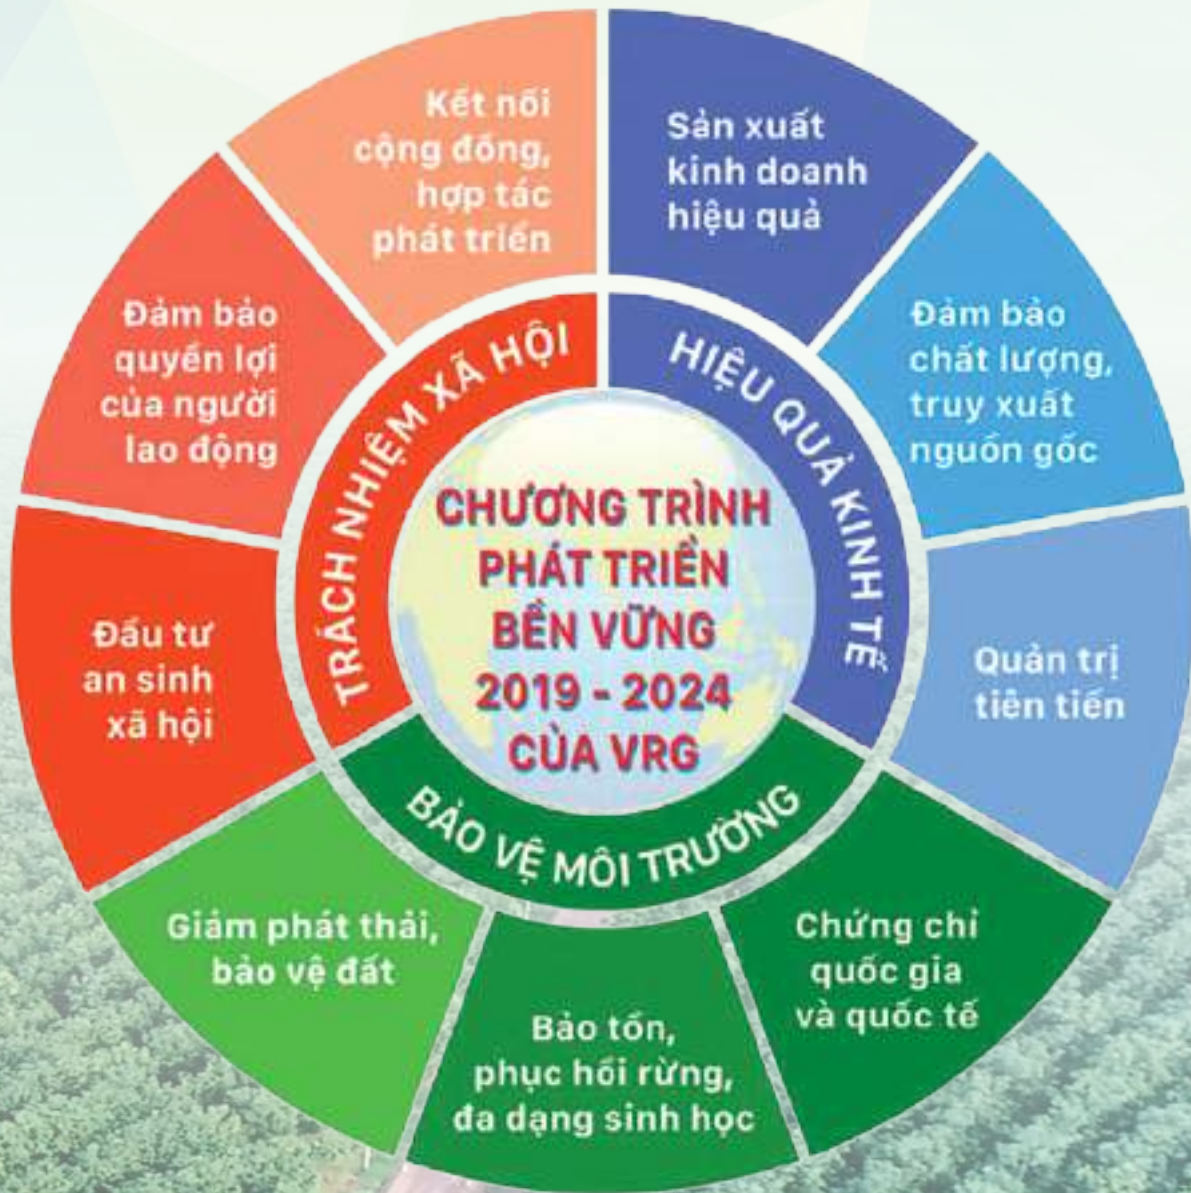 CHƯƠNG TRÌNH
PHÁT TRIỂN
BỀN VỮNG
2019 - 2024
CỦA VRG
HIỆU QUẢ KINH TẾ
Sản xuất
kinh doanh
hiệu quả
Đảm bảo
chất lượng,
truy xuất
nguồn gốc
Quản trị
tiên tiến
BẢO VỆ MÔI TRƯỜNG
Chứng chỉ
quốc gia
và quốc tế
Bảo tồn,
phục hồi rừng,
đa dạng sinh học
Giảm phát thải,
bảo vệ đất
TRÁCH NHIỆM XÃ HỘI
Đầu tư
an sinh
xã hội
Đảm bảo
quyền lợi
của người
lao động
Kết nối
cộng đồng,
hợp tác
phát triển